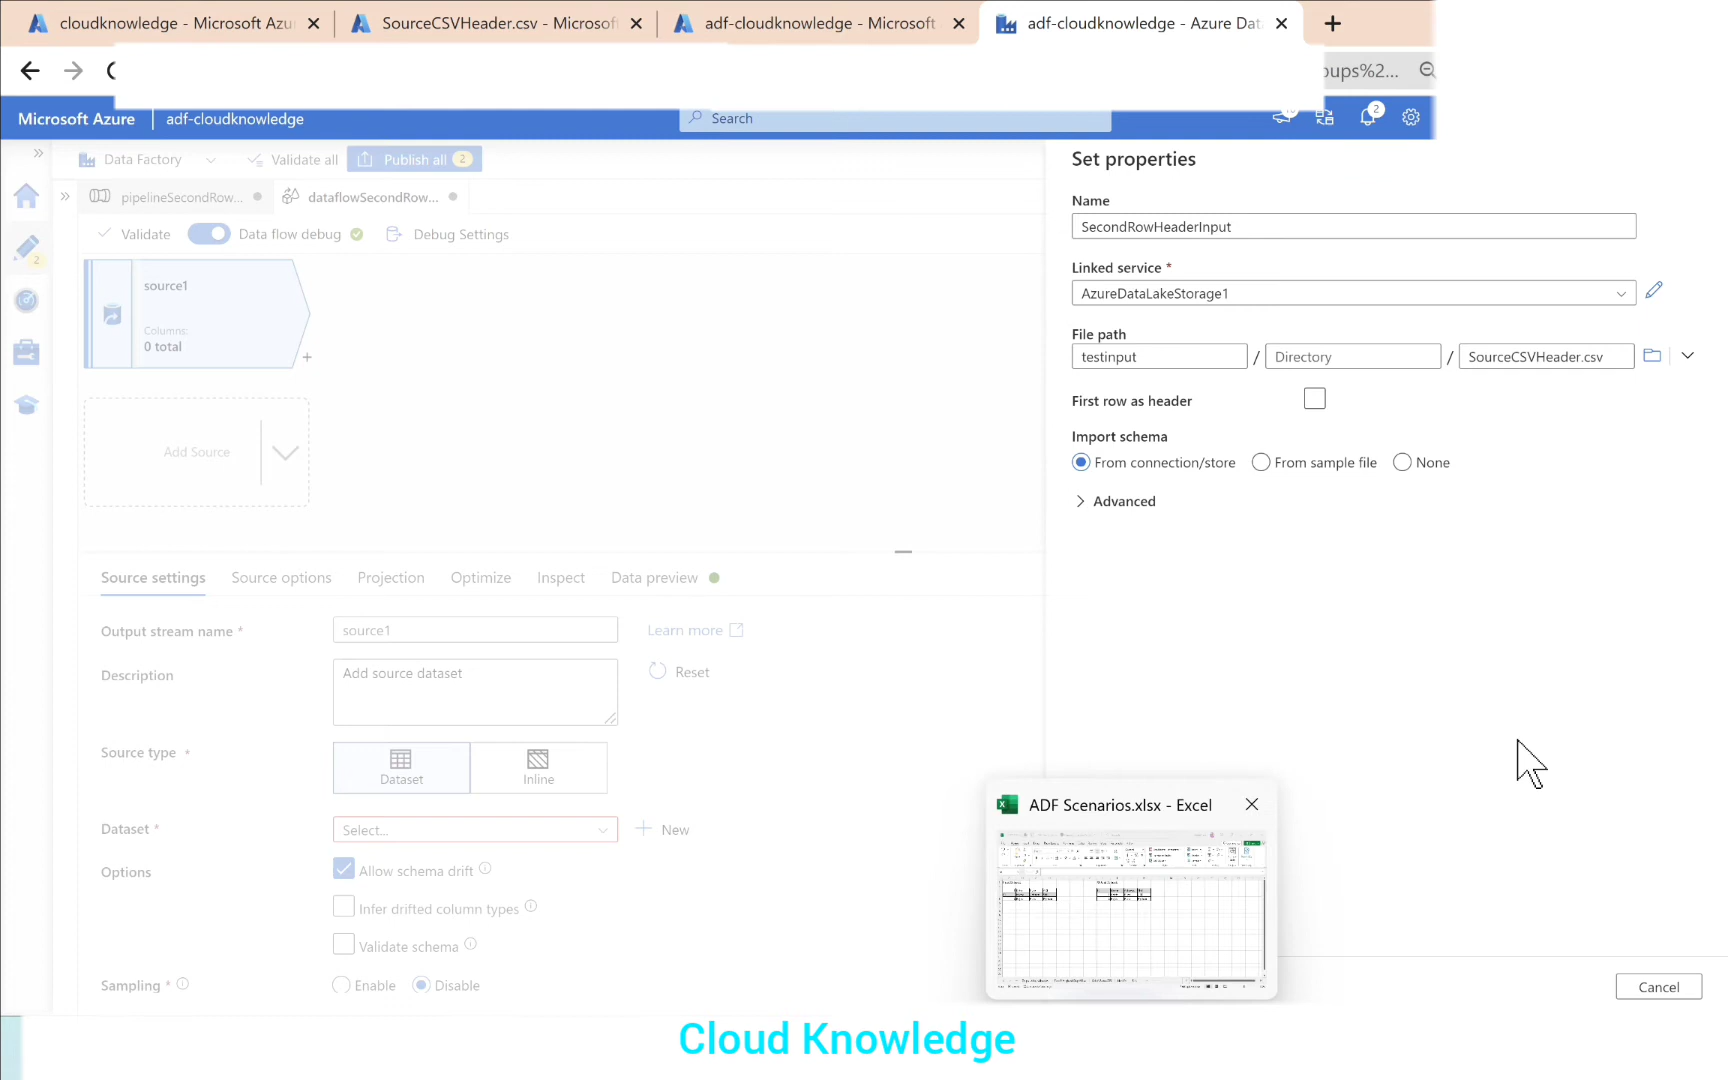 cloudknowledge - Microsoft Azu
SourceCSVHeader.csv - Microsof
adf-cloudknowledge - Microsoft
adf-cloudknowledge - Azure Dat
oups%2...
Microsoft Azure
adf-cloudknowledge
Search
2
Data Factory
Validate all
Publish all 2
pipelineSecondRow...
dataflowSecondRow...
Validate
Data flow debug
Debug Settings
2
source1
Columns:
0 total
Add Source
Source settings
Source options
Projection
Optimize
Inspect
Data preview
Output stream name *
source1
Learn more
Description
Add source dataset
Reset
Source type *
Dataset
Inline
Dataset *
Select...
New
Options
Allow schema drift
Infer drifted column types
Validate schema
Sampling *
Enable
Disable
Set properties
Name
SecondRowHeaderInput
Linked service *
AzureDataLakeStorage1
File path
testinput / Directory / SourceCSVHeader.csv
First row as header
Import schema
From connection/store
From sample file
None
Advanced
ADF Scenarios.xlsx - Excel
Cancel
Cloud Knowledge